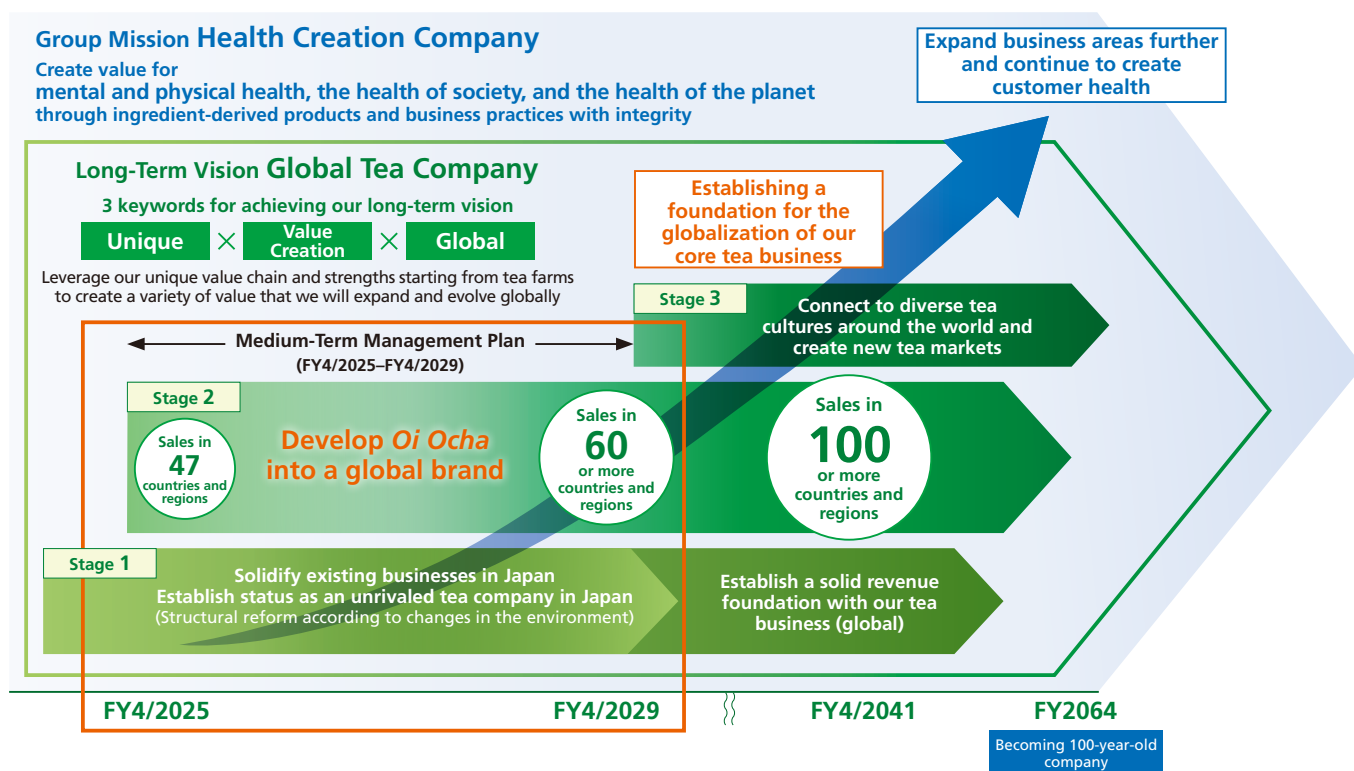 Group Mission Health Creation Company
Create value for
mental and physical health, the health of society, and the health of the planet
through ingredient-derived products and business practices with integrity
Expand business areas further
and continue to create
customer health
Long-Term Vision Global Tea Company
3 keywords for achieving our long-term vision
Unique × Value Creation × Global
Leverage our unique value chain and strengths starting from tea farms
to create a variety of value that we will expand and evolve globally
Establishing a
foundation for the
globalization of our
core tea business
Stage 3
Connect to diverse tea
cultures around the world and
create new tea markets
Medium-Term Management Plan
(FY4/2025–FY4/2029)
Stage 2
Sales in
47
countries and
regions
Develop Oi Ocha
into a global brand
Sales in
60
or more
countries and
regions
Sales in
100
or more
countries and
regions
Stage 1
Solidify existing businesses in Japan
Establish status as an unrivaled tea company in Japan
(Structural reform according to changes in the environment)
Establish a solid revenue
foundation with our tea
business (global)
FY4/2025
FY4/2029
FY4/2041
FY2064
Becoming 100-year-old
company